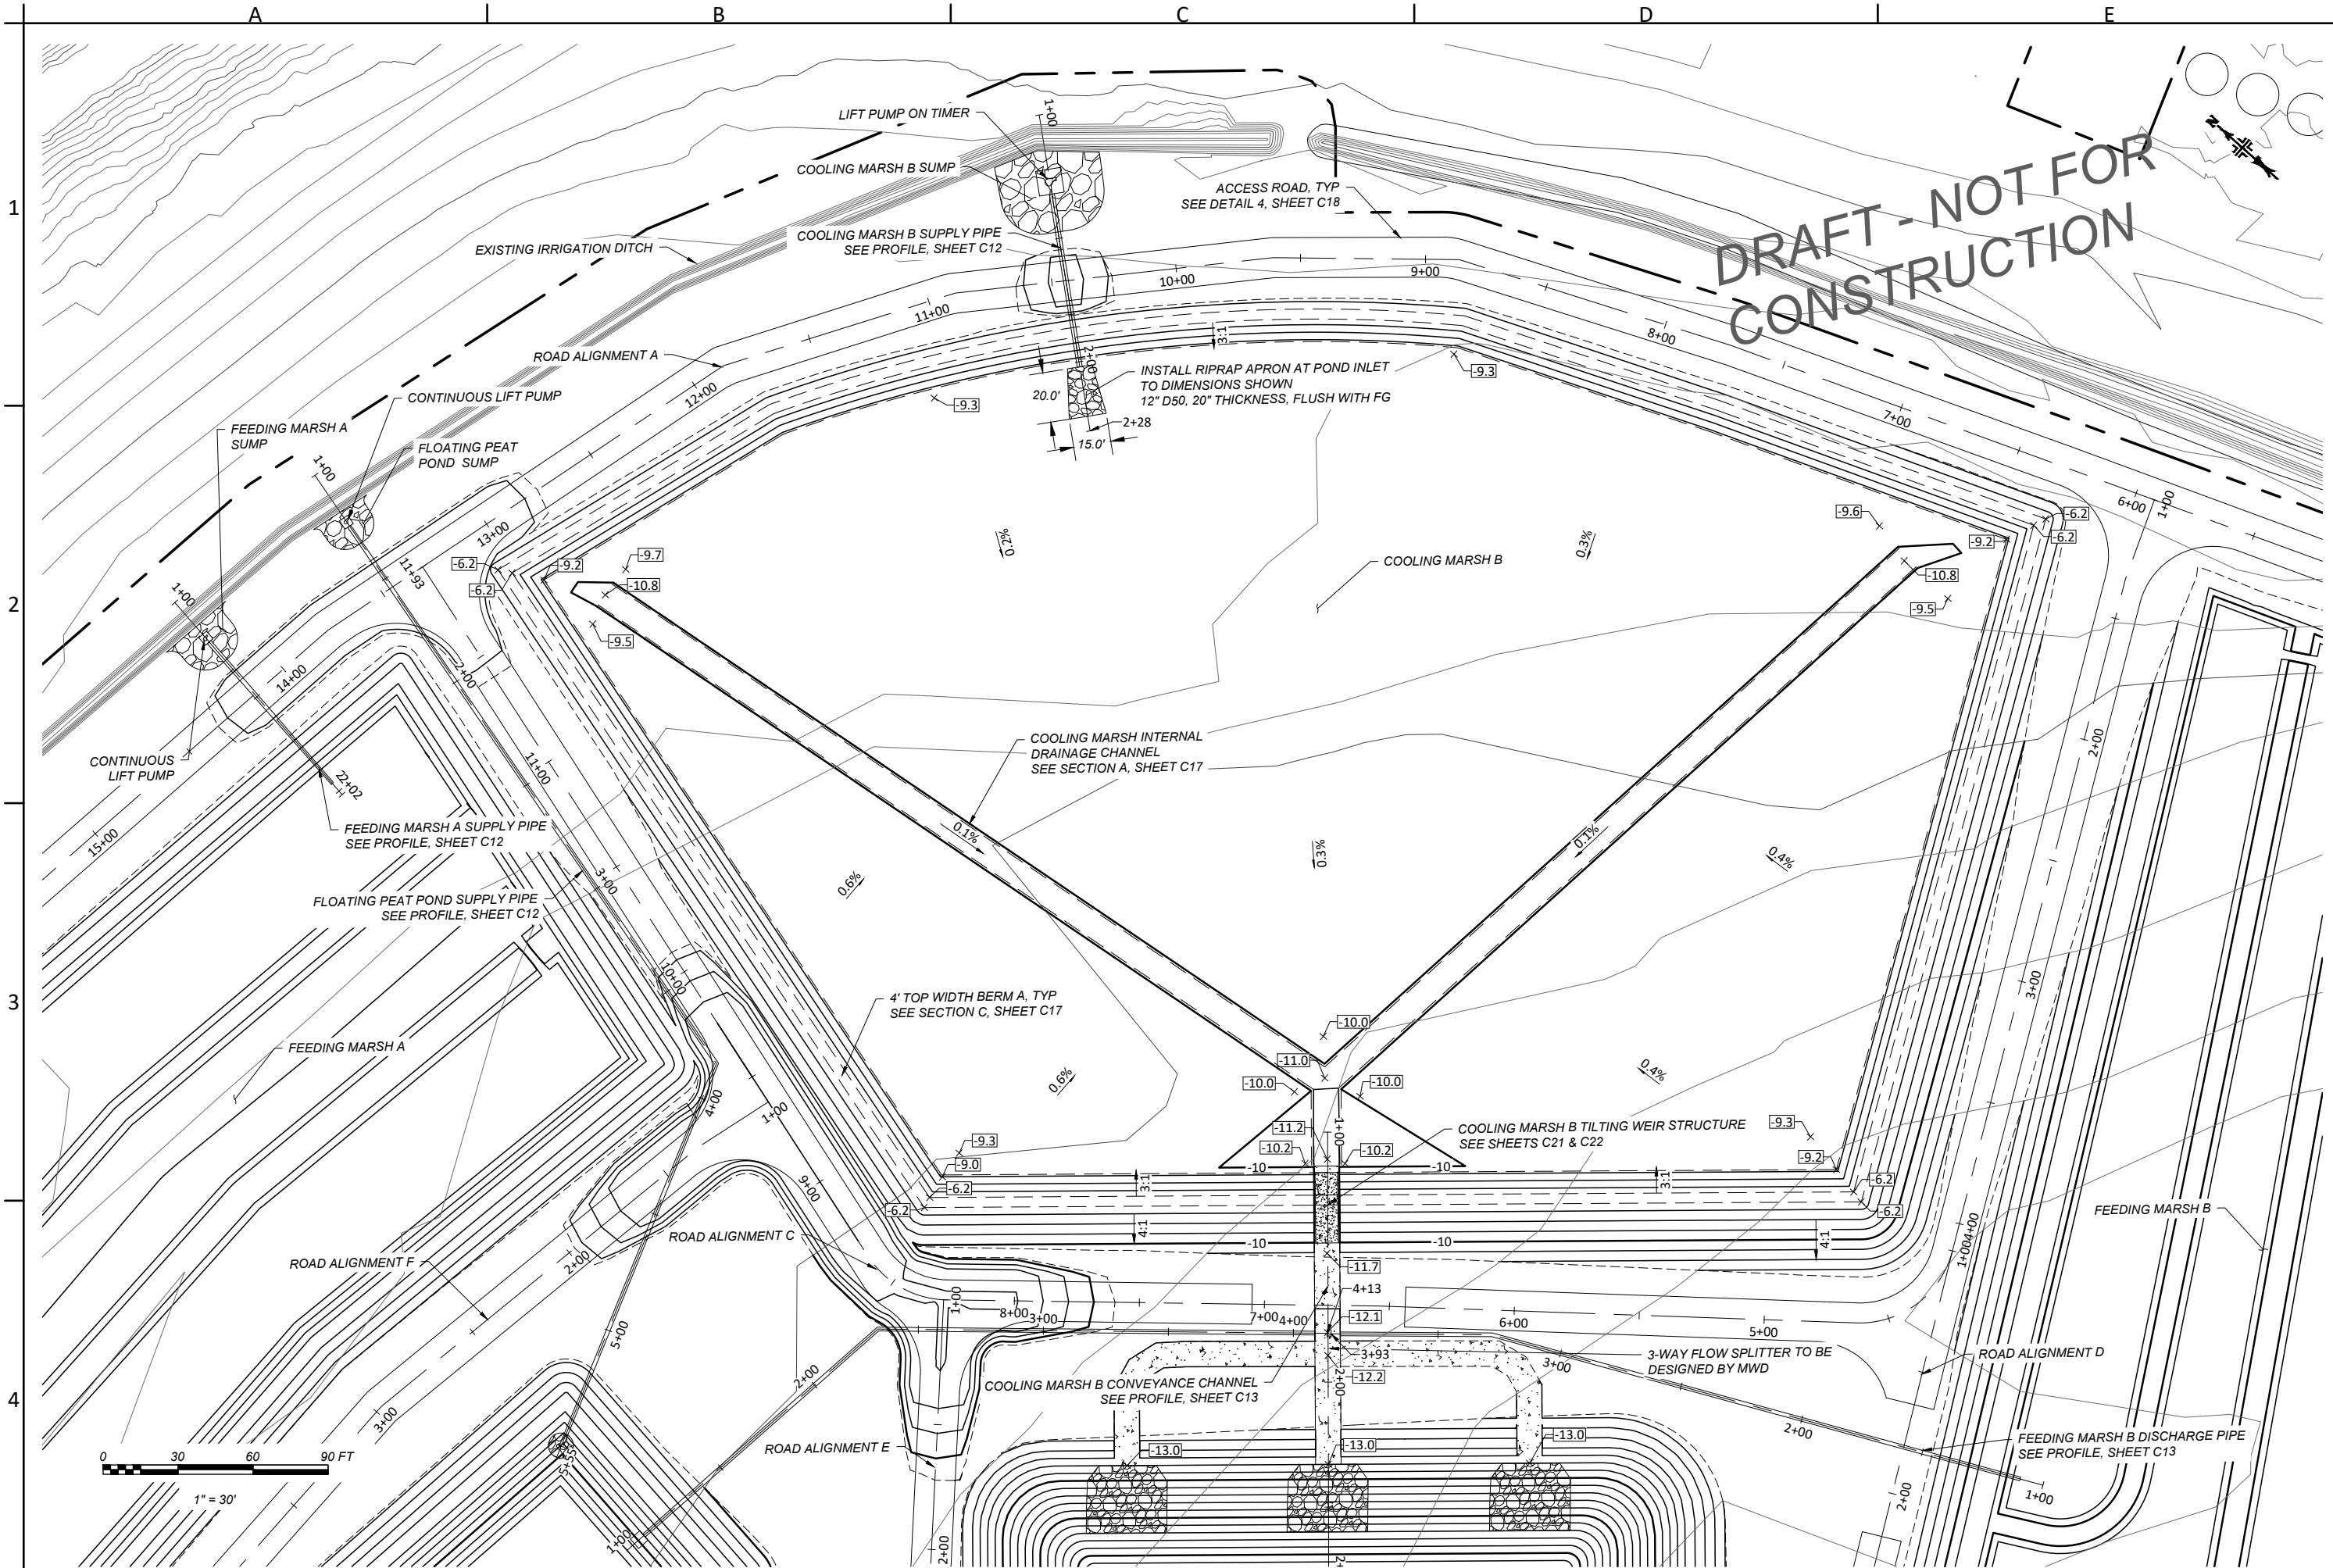 A
B
C
D
E
1
2
3
4
DRAFT - NOT FOR
CONSTRUCTION
N
LIFT PUMP ON TIMER
1+00
COOLING MARSH B SUMP
ACCESS ROAD, TYP
SEE DETAIL 4, SHEET C18
COOLING MARSH B SUPPLY PIPE
SEE PROFILE, SHEET C12
EXISTING IRRIGATION DITCH
10+00
9+00
11+00
8+00
3:1
2+00
ROAD ALIGNMENT A
INSTALL RIPRAP APRON AT POND INLET
TO DIMENSIONS SHOWN
12" D50, 20" THICKNESS, FLUSH WITH FG
-9.3
20.0'
12+00
CONTINUOUS LIFT PUMP
-9.3
7+00
2+28
15.0'
FEEDING MARSH A
SUMP
FLOATING PEAT
POND SUMP
1+00
6+00
1+00
-9.6
-6.2
-6.2
-9.2
13+00
11+93
-6.2
-9.7
-9.2
0.2%
0.3%
COOLING MARSH B
-6.2
-10.8
-10.8
1+00
-9.5
-9.5
14+00
2+00
COOLING MARSH INTERNAL
DRAINAGE CHANNEL
SEE SECTION A, SHEET C17
2+00
CONTINUOUS
LIFT PUMP
22+02
11+00
FEEDING MARSH A SUPPLY PIPE
SEE PROFILE, SHEET C12
15+00
0.1%
0.1%
0.3%
0.4%
0.6%
3+00
FLOATING PEAT POND SUPPLY PIPE
SEE PROFILE, SHEET C12
10+00
3+00
4' TOP WIDTH BERM A, TYP
SEE SECTION C, SHEET C17
-10.0
FEEDING MARSH A
-11.0
0.6%
-10.0
-10.0
0.4%
4+00
1+00
-11.2
1+00
COOLING MARSH B TILTING WEIR STRUCTURE
SEE SHEETS C21 & C22
-9.3
-9.3
-10.2
-10.2
-9.0
-10
-10
-9.2
-6.2
3:1
3:1
-6.2
9+00
-6.2
-6.2
FEEDING MARSH B
4:1
4:1
ROAD ALIGNMENT C
-10
-10
1+00
4+00
ROAD ALIGNMENT F
2+00
-11.7
4+13
1+00
8+00
3+00
7+00
4+00
-12.1
6+00
5+00
5+00
3+93
3-WAY FLOW SPLITTER TO BE
DESIGNED BY MWD
3+00
ROAD ALIGNMENT D
2+00
COOLING MARSH B CONVEYANCE CHANNEL
SEE PROFILE, SHEET C13
-12.2
2+00
3+00
2+00
ROAD ALIGNMENT E
-13.0
-13.0
-13.0
FEEDING MARSH B DISCHARGE PIPE
SEE PROFILE, SHEET C13
5+55
0 30 60 90 FT
1" = 30'
1+00
2+00
2+00
1+00